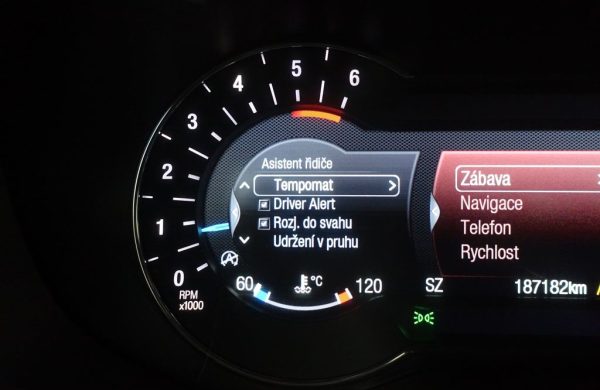 0
1
2
3
4
5
6
RPM
x1000
Asistent řidiče
Tempomat
Driver Alert
Rozj. do svahu
Udržení v pruhu
60
°C
120
Zábava
Navigace
Telefon
Rychlost
SZ
187182km